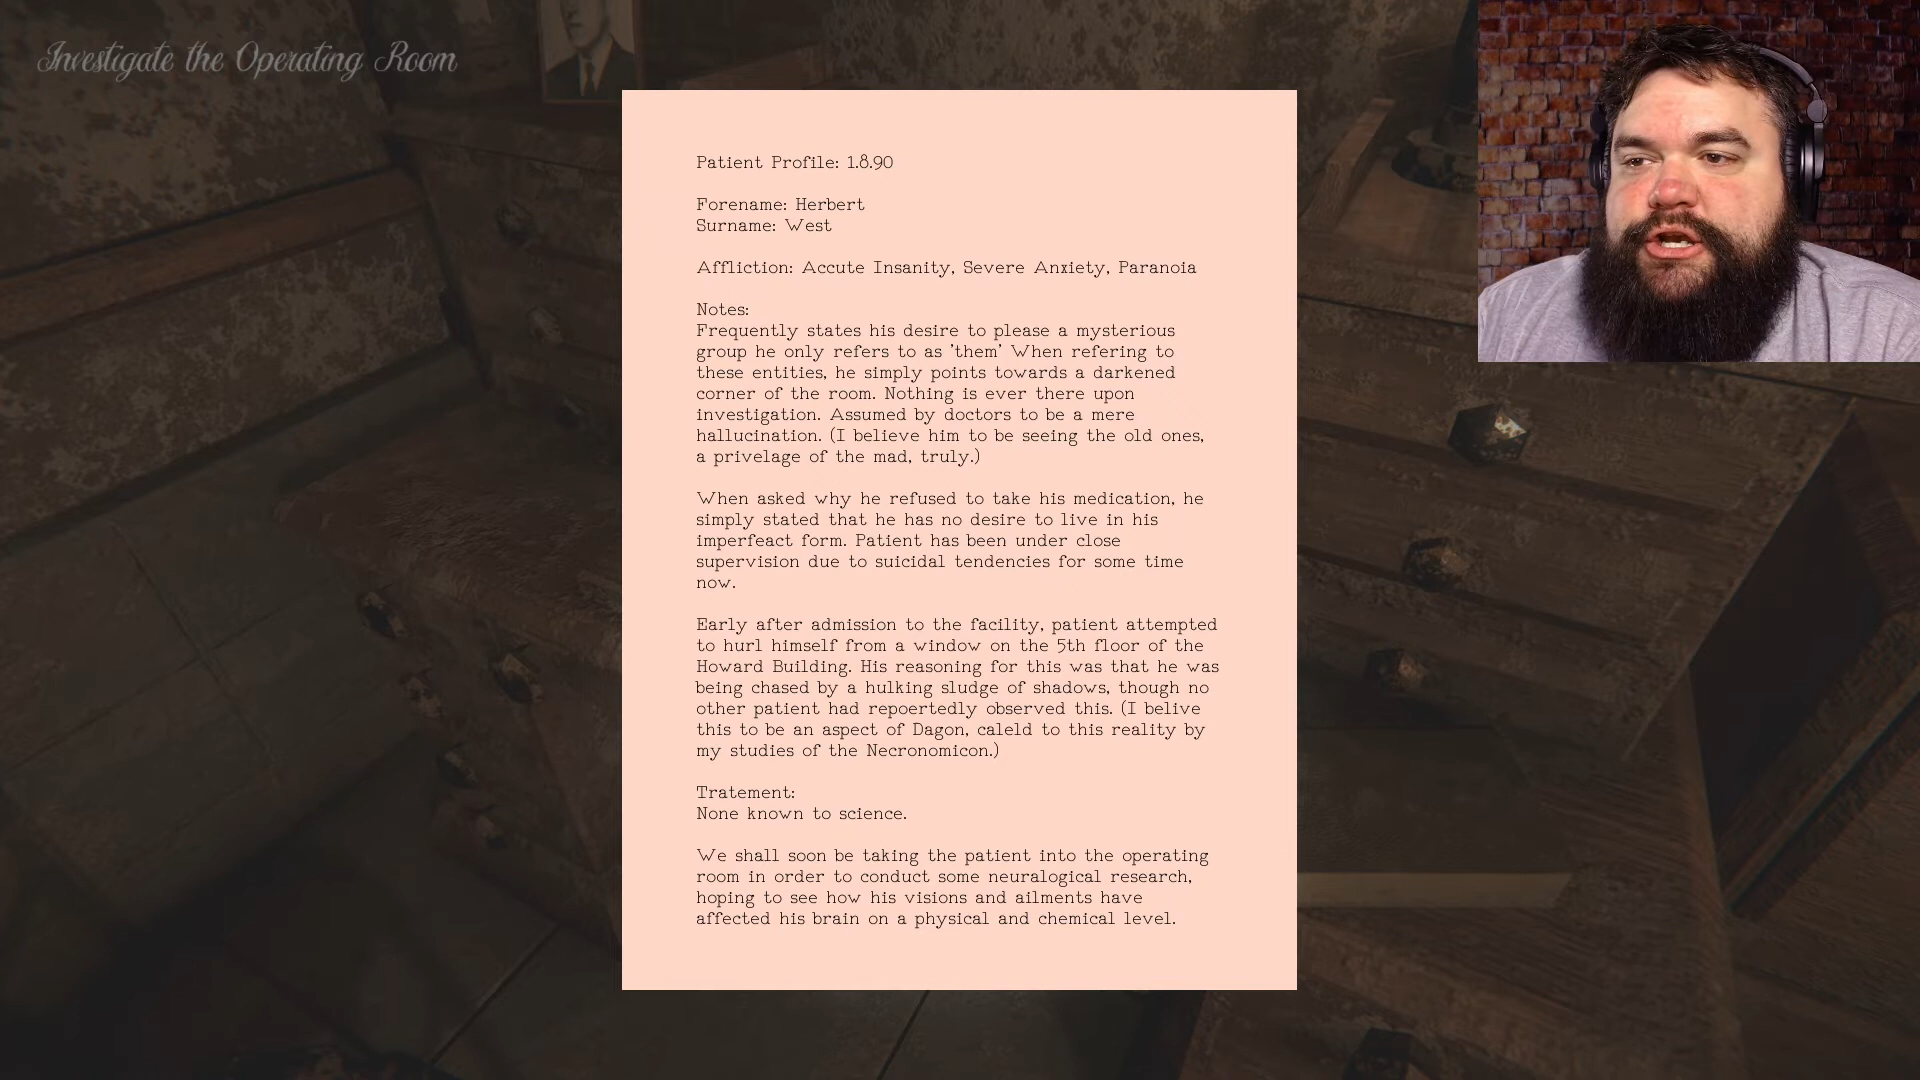 Investigate the Operating Room
Patient Profile: 1.8.90
Forename: Herbert
Surname: West
Affliction: Accute Insanity, Severe Anxiety, Paranoia
Notes:
Frequently states his desire to please a mysterious
group he only refers to as 'them' When refering to
these entities, he simply points towards a darkened
corner of the room. Nothing is ever there upon
investigation. Assumed by doctors to be a mere
hallucination. (I believe him to be seeing the old ones,
a privelage of the mad, truly.)
When asked why he refused to take his medication, he
simply stated that he has no desire to live in his
imperfeact form. Patient has been under close
supervision due to suicidal tendencies for some time
now.
Early after admission to the facility, patient attempted
to hurl himself from a window on the 5th floor of the
Howard Building. His reasoning for this was that he was
being chased by a hulking sludge of shadows, though no
other patient had repoertedly observed this. (I belive
this to be an aspect of Dagon, caleld to this reality by
my studies of the Necronomicon.)
Tratement:
None known to science.
We shall soon be taking the patient into the operating
room in order to conduct some neuralogical research,
hoping to see how his visions and ailments have
affected his brain on a physical and chemical level.